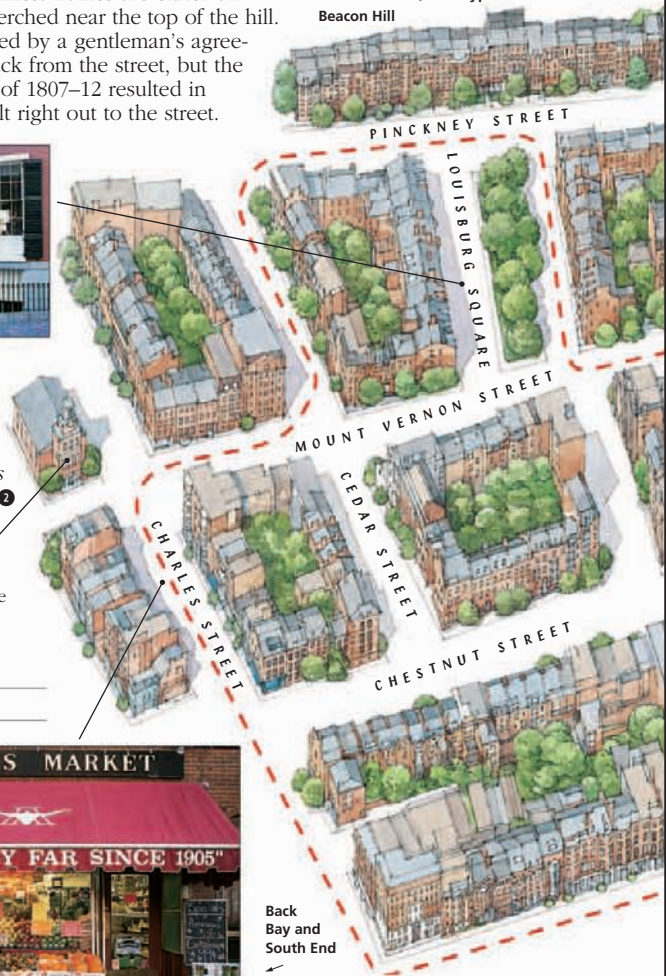 erched near the top of the hill.
ed by a gentleman's agree-
ck from the street, but the
of 1807–12 resulted in
lt right out to the street.
Beacon Hill
PINCKNEY STREET
LOUISBURG SQUARE
MOUNT VERNON STREET
s
2
CEDAR STREET
CHARLES STREET
e
CHESTNUT STREET
S MARKET
Y FAR SINCE 1905"
Back
Bay and
South End